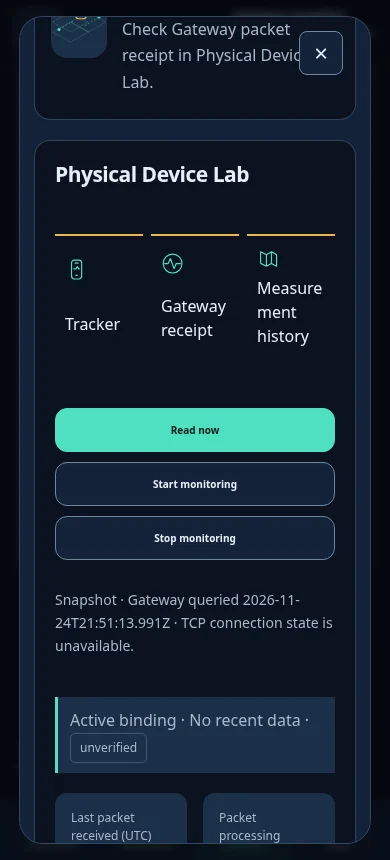 Check Gateway packet
receipt in Physical Devic
Lab.
×
Physical Device Lab
Tracker
Gateway
receipt
Measure
ment
history
Read now
Start monitoring
Stop monitoring
Snapshot · Gateway queried 2026-11-
24T21:51:13.991Z · TCP connection state is
unavailable.
Active binding · No recent data ·
unverified
Last packet
received (UTC)
Packet
processing